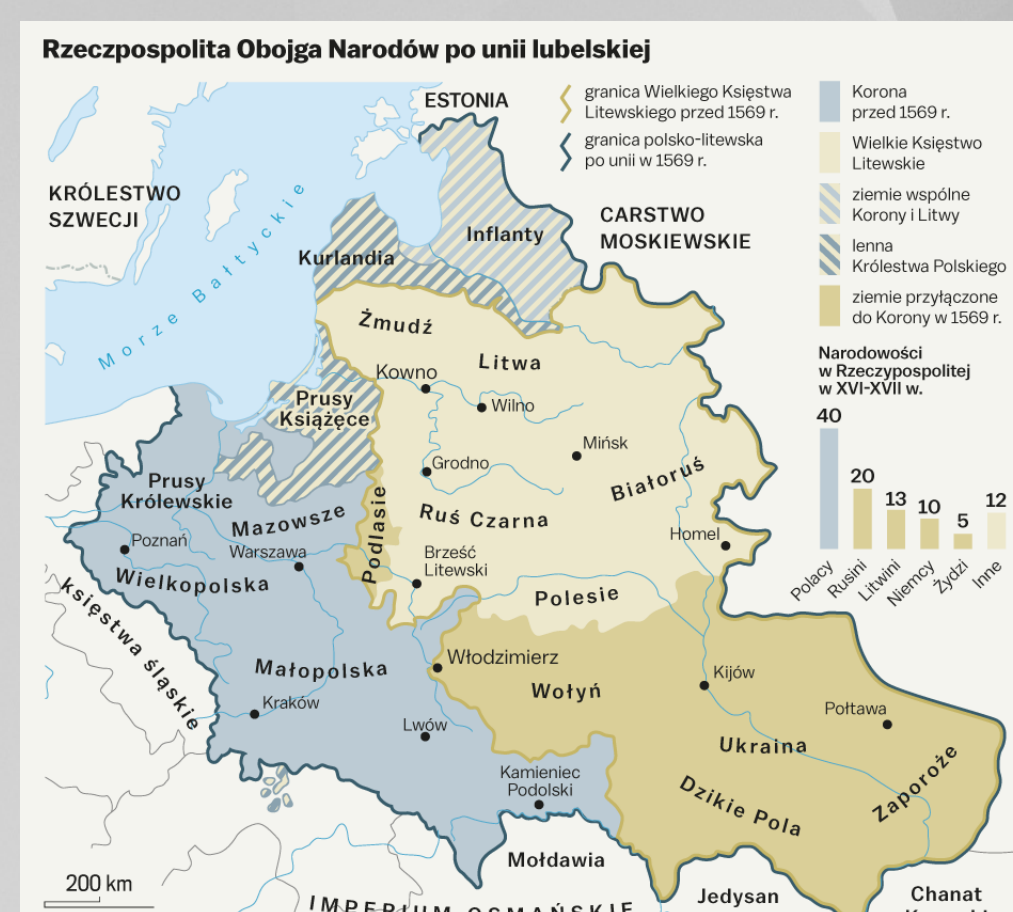 Rzeczpospolita Obojga Narodów po unii lubelskiej
granica Wielkiego Księstwa
Litewskiego przed 1569 r.
granica polsko-litewska
po unii w 1569 r.
Korona
przed 1569 r.
Wielkie Księstwo
Litewskie
ziemie wspólne
Korony i Litwy
lenna
Królestwa Polskiego
ziemie przyłączone
do Korony w 1569 r.
Narodowości
w Rzeczypospolitej
w XVI-XVII w.
40
20
13
10
5
12
Polacy
Rusini
Litwini
Niemcy
Żydzi
Inne
ESTONIA
KRÓLESTWO
SZWECJI
Morze Bałtyckie
CARSTWO
MOSKIEWSKIE
Inflanty
Kurlandia
Żmudź
Litwa
Kowno
Wilno
Prusy
Książęce
Mińsk
Grodno
Białoruś
Prusy
Królewskie
Mazowsze
Podlasie
Ruś Czarna
Homel
Poznań
Warszawa
Brześć
Litewski
Wielkopolska
Polesie
księstwa śląskie
Małopolska
Włodzimierz
Wołyń
Kijów
Kraków
Lwów
Połtawa
Ukraina
Kamieniec
Podolski
Dzikie Pola
Zaporoże
Mołdawia
200 km
IMPERIUM OSMAŃSKIE
Jedysan
Chanat